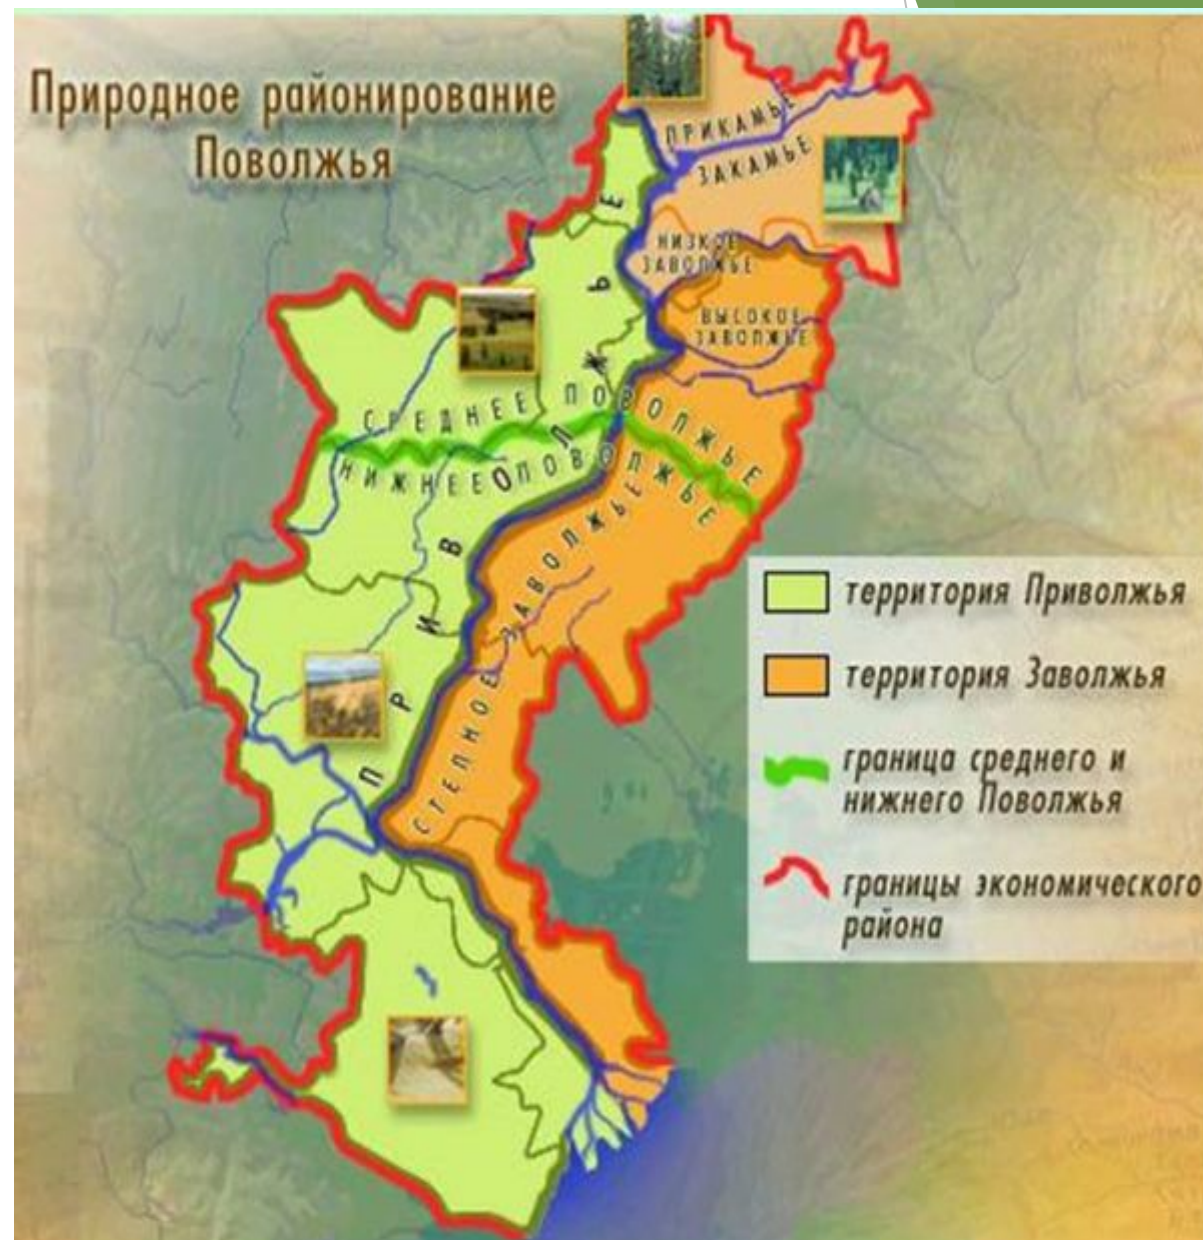 Природное районирование
Поволжья
ПРИКАМЬЕ
ЗАКАМЬЕ
НИЗКОЕ
ЗАВОЛЖЬЕ
ВЫСОКОЕ
ЗАВОЛЖЬЕ
СРЕДНЕЕ ПОВОЛЖЬЕ
НИЖНЕЕ ПОВОЛЖЬЕ
ПРИВОЛЖЬЕ
СТЕПНОЕ ЗАВОЛЖЬЕ
территория Приволжья
территория Заволжья
граница среднего и
нижнего Поволжья
границы экономического
района